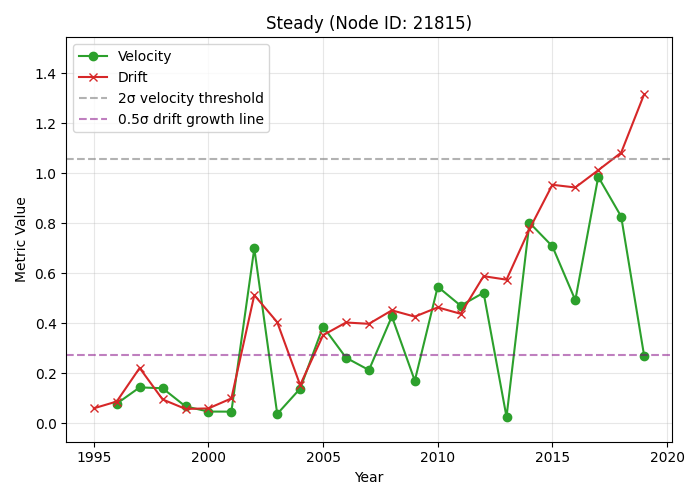 Steady (Node ID: 21815)
Velocity
Drift
2σ velocity threshold
0.5σ drift growth line
Metric Value
1.4
1.2
1.0
0.8
0.6
0.4
0.2
0.0
1995 2000 2005 2010 2015 2020
Year